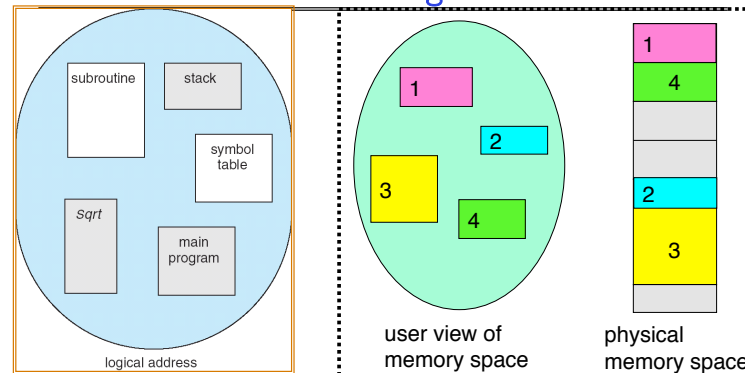 subroutine
stack
symbol
table
Sqrt
main
program
logical address
1
2
3
4
user view of
memory space
1
4
2
3
physical
memory space